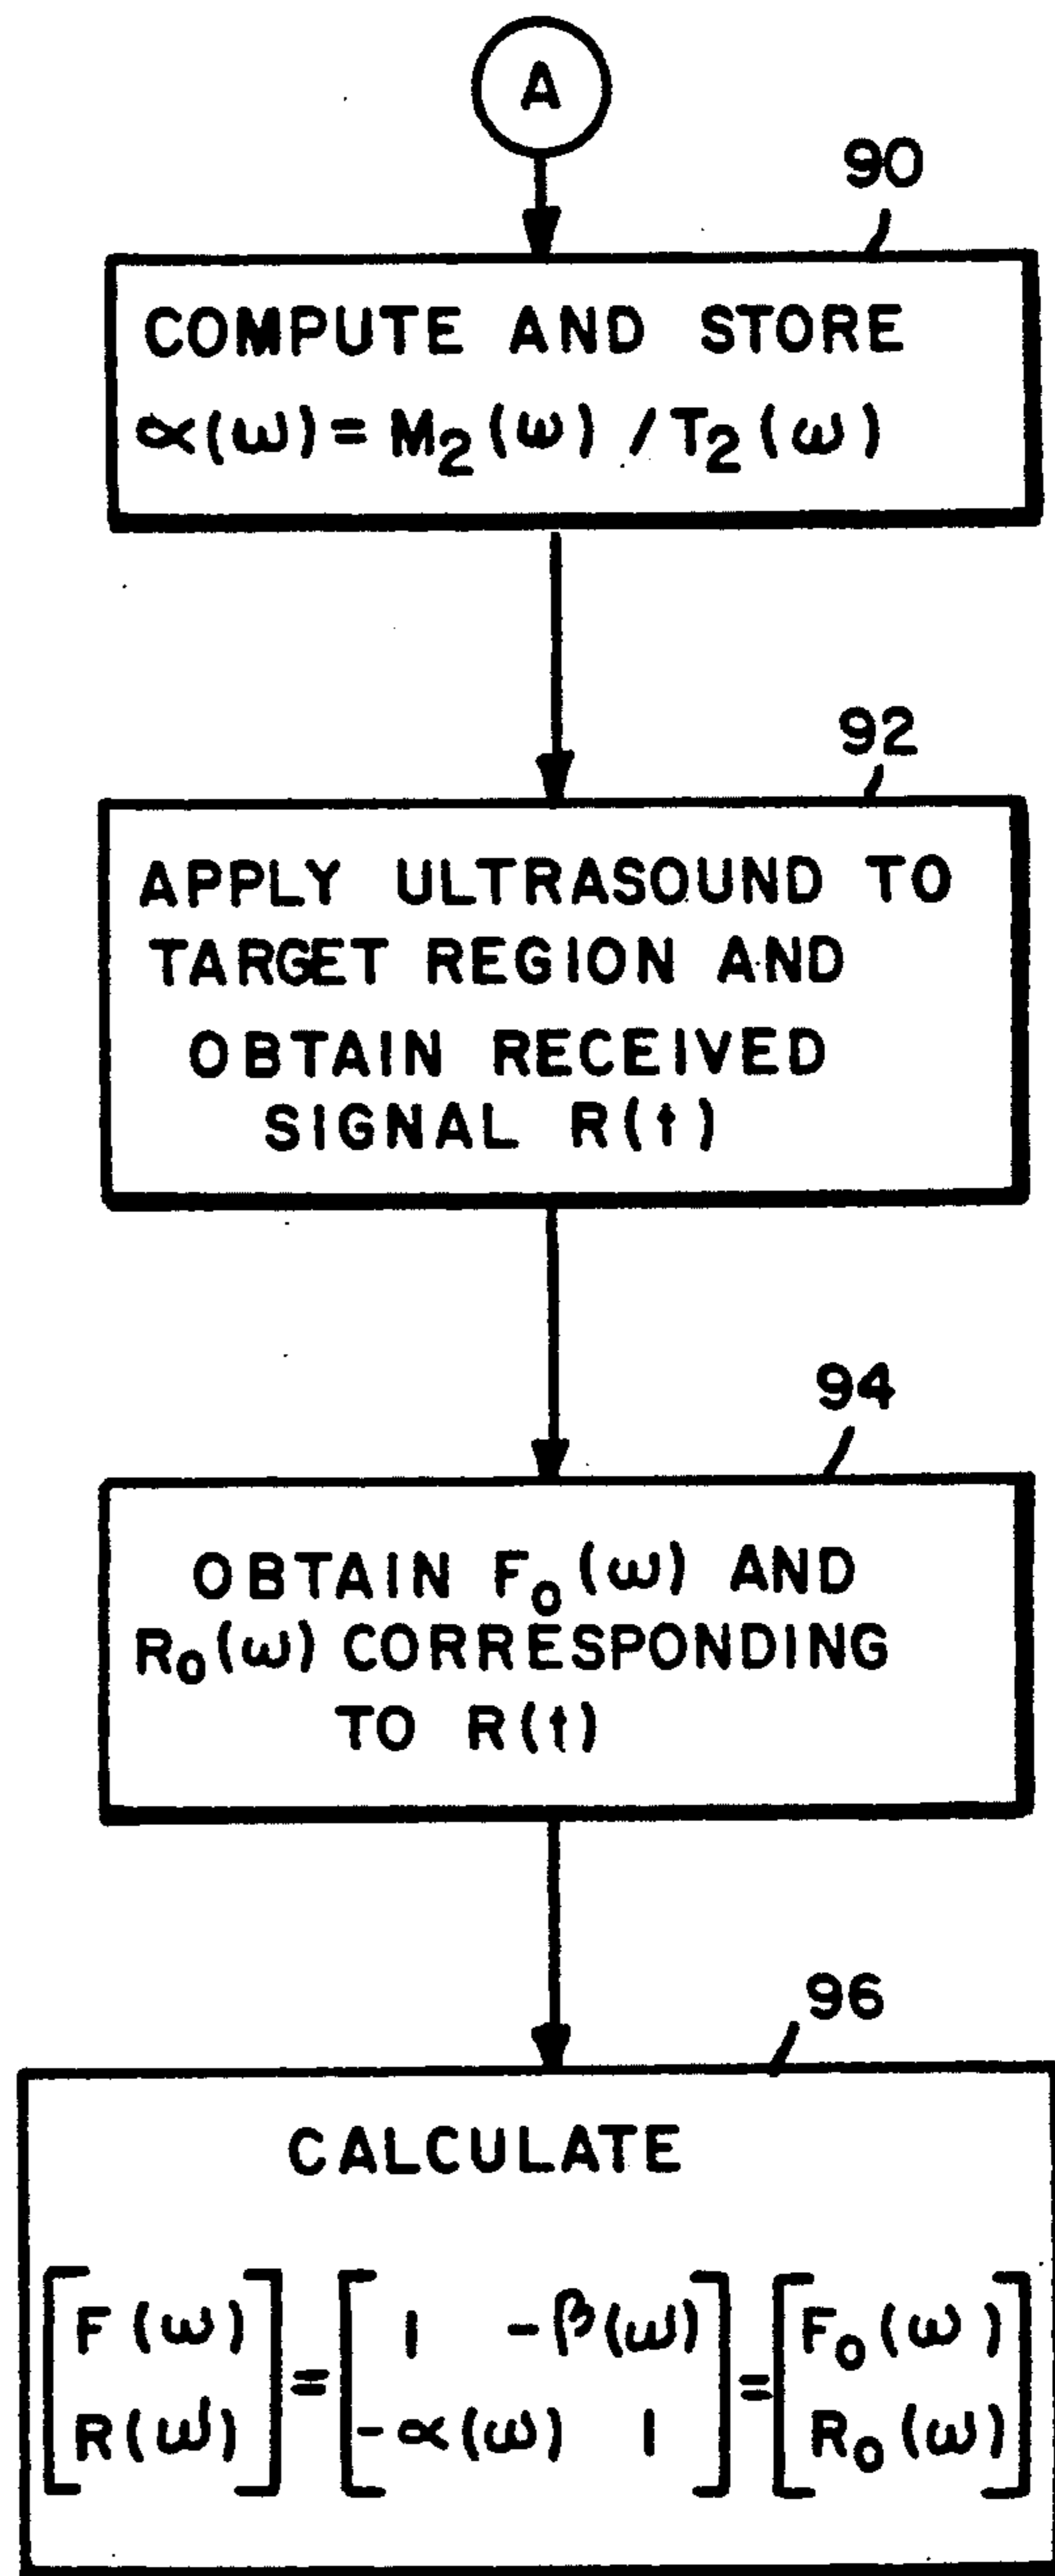 A
90
COMPUTE AND STORE
α(ω) = M₂(ω) / T₂(ω)
92
APPLY ULTRASOUND TO
TARGET REGION AND
OBTAIN RECEIVED
SIGNAL R(t)
94
OBTAIN F₀(ω) AND
R₀(ω) CORRESPONDING
TO R(t)
96
CALCULATE
[F(ω)] = [1 -β(ω)] = [F₀(ω)]
[R(ω)] [-α(ω) 1] [R₀(ω)]